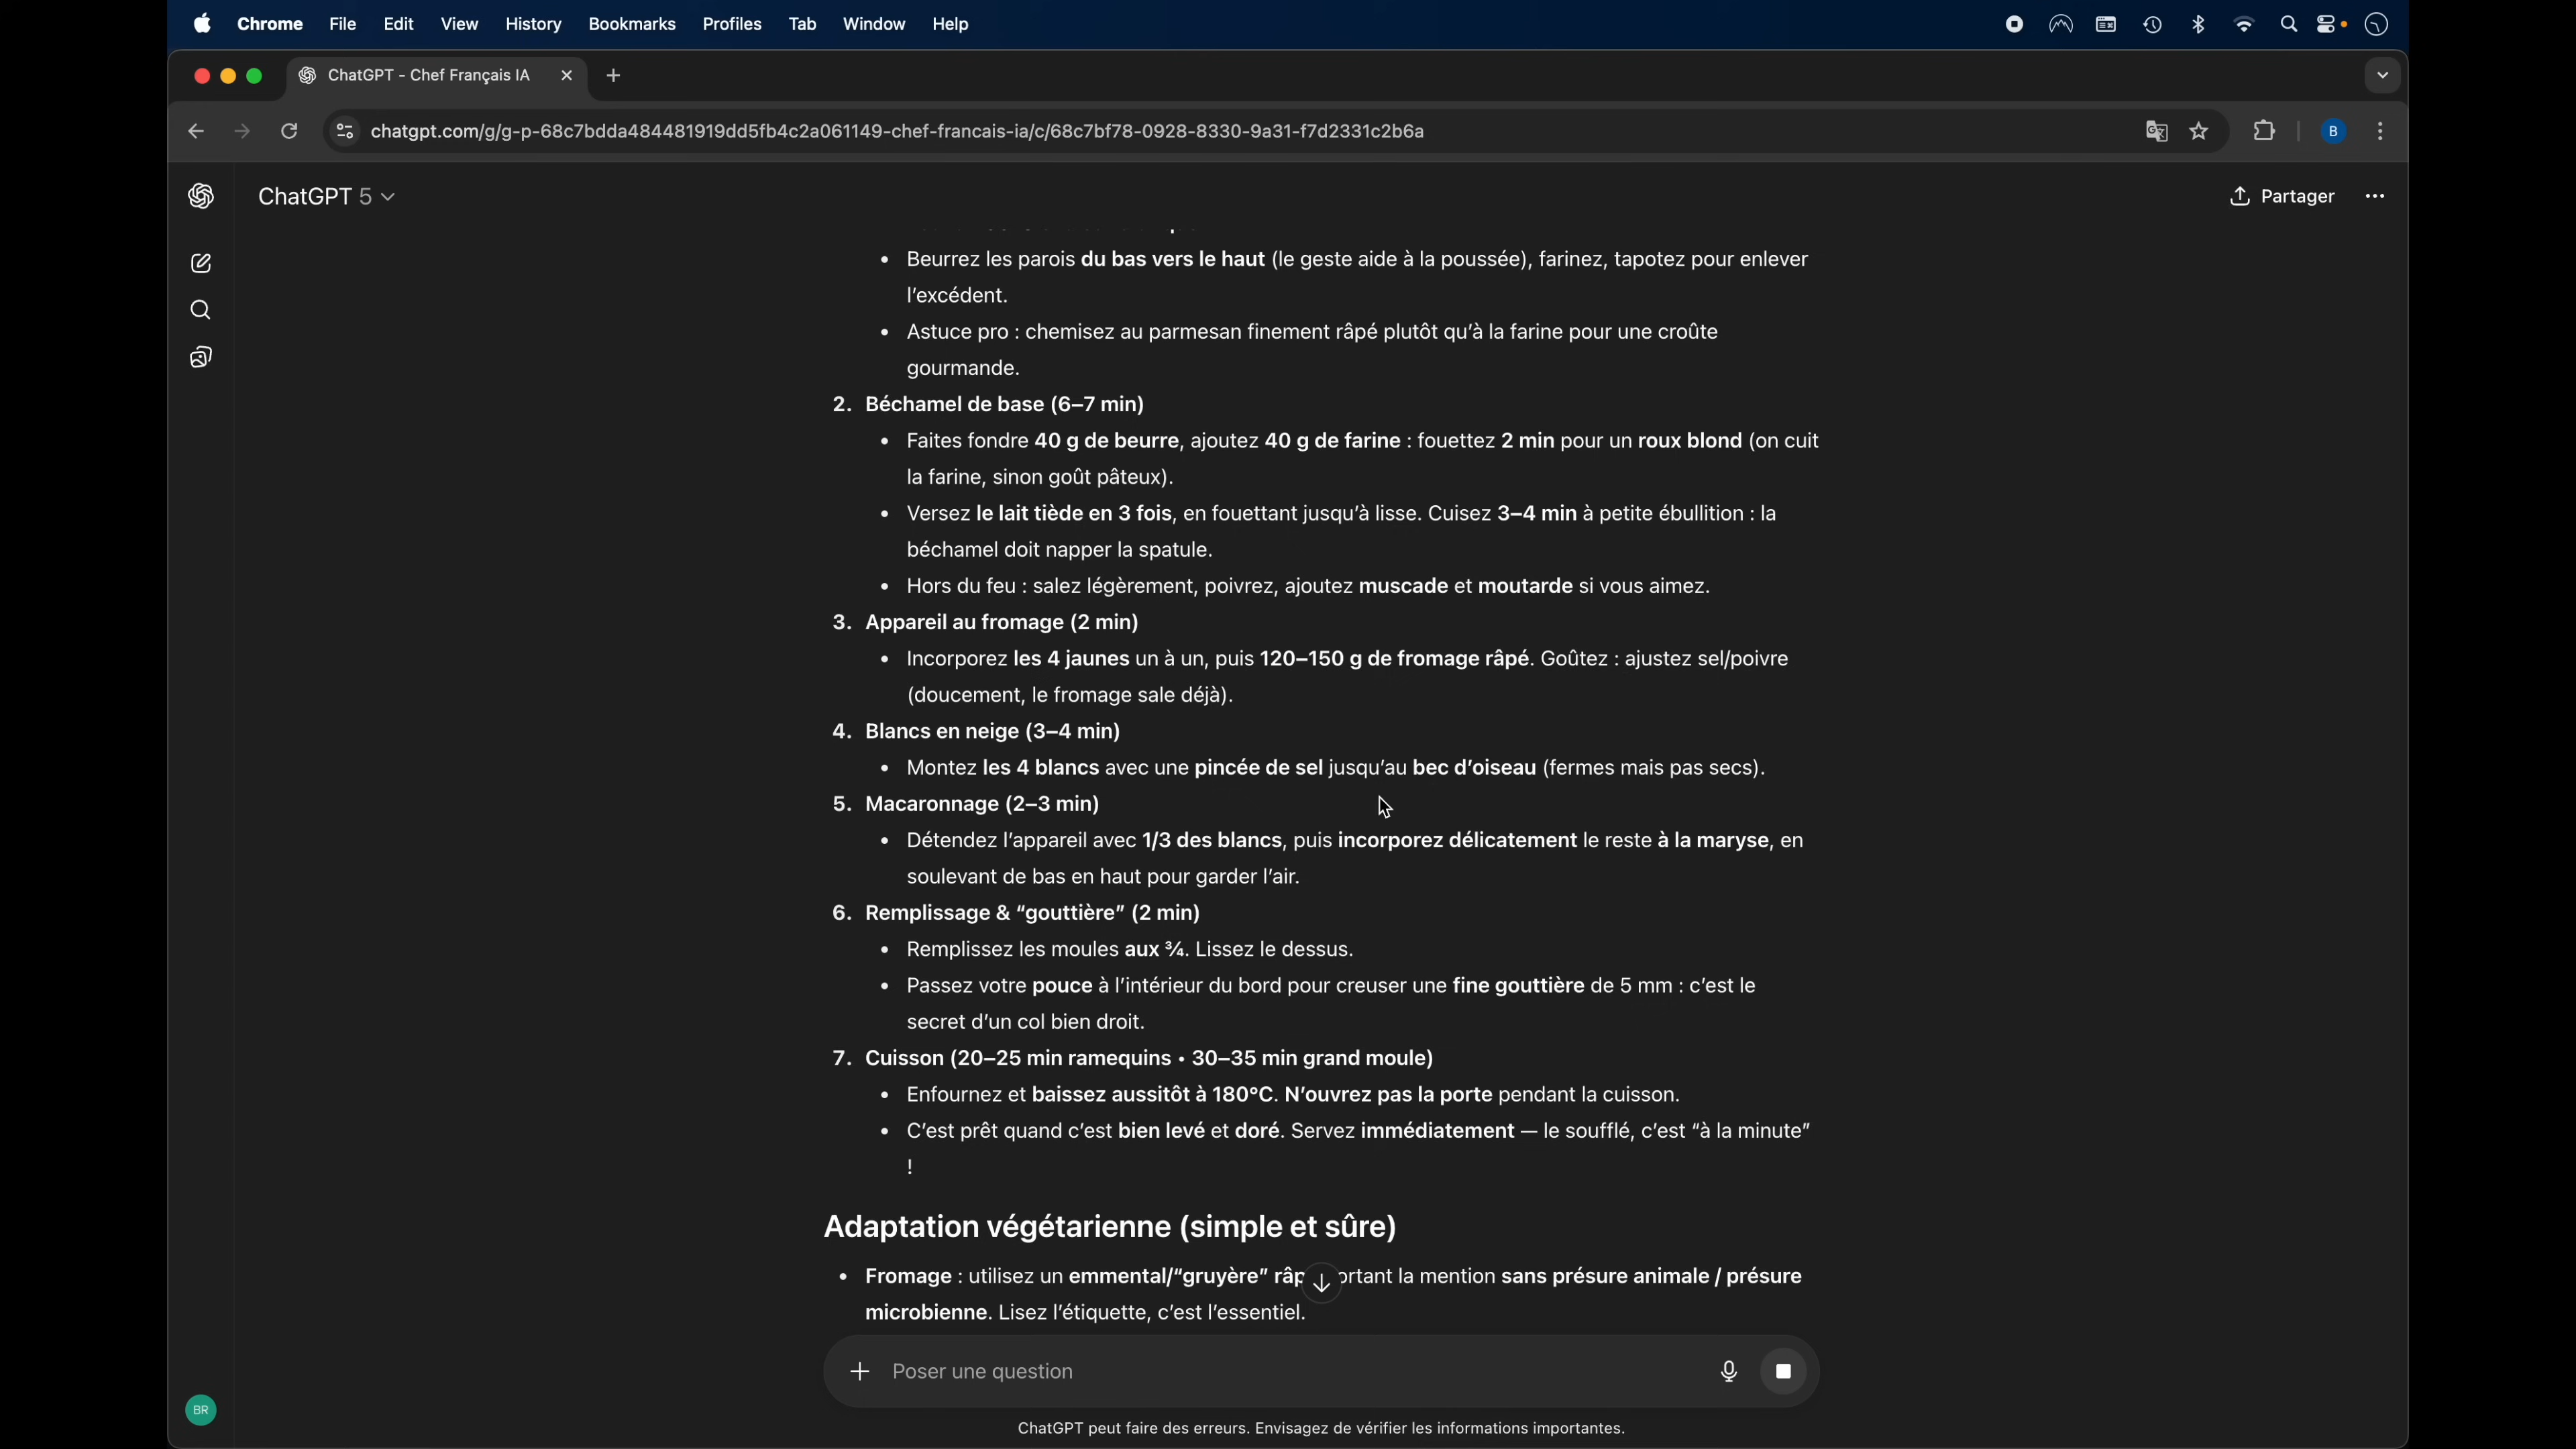 Chrome File Edit View History Bookmarks Profiles Tab Window Help
ChatGPT - Chef Français IA
chatgpt.com/g/g-p-68c7bdda484481919dd5fb4c2a061149-chef-francais-ia/c/68c7bf78-0928-8330-9a31-f7d2331c2b6a
B
ChatGPT 5
Partager
• Beurrez les parois du bas vers le haut (le geste aide à la poussée), farinez, tapotez pour enlever
l’excédent.
• Astuce pro : chemisez au parmesan finement râpé plutôt qu’à la farine pour une croûte
gourmande.
2. Béchamel de base (6–7 min)
• Faites fondre 40 g de beurre, ajoutez 40 g de farine : fouettez 2 min pour un roux blond (on cuit
la farine, sinon goût pâteux).
• Versez le lait tiède en 3 fois, en fouettant jusqu’à lisse. Cuisez 3–4 min à petite ébullition : la
béchamel doit napper la spatule.
• Hors du feu : salez légèrement, poivrez, ajoutez muscade et moutarde si vous aimez.
3. Appareil au fromage (2 min)
• Incorporez les 4 jaunes un à un, puis 120–150 g de fromage râpé. Goûtez : ajustez sel/poivre
(doucement, le fromage sale déjà).
4. Blancs en neige (3–4 min)
• Montez les 4 blancs avec une pincée de sel jusqu’au bec d’oiseau (fermes mais pas secs).
5. Macaronnage (2–3 min)
• Détendez l’appareil avec 1/3 des blancs, puis incorporez délicatement le reste à la maryse, en
soulevant de bas en haut pour garder l’air.
6. Remplissage & “gouttière” (2 min)
• Remplissez les moules aux ¾. Lissez le dessus.
• Passez votre pouce à l’intérieur du bord pour creuser une fine gouttière de 5 mm : c’est le
secret d’un col bien droit.
7. Cuisson (20–25 min ramequins • 30–35 min grand moule)
• Enfournez et baissez aussitôt à 180°C. N’ouvrez pas la porte pendant la cuisson.
• C’est prêt quand c’est bien levé et doré. Servez immédiatement — le soufflé, c’est “à la minute”
!
Adaptation végétarienne (simple et sûre)
• Fromage : utilisez un emmental/“gruyère” râp ortant la mention sans présure animale / présure
microbienne. Lisez l’étiquette, c’est l’essentiel.
Poser une question
BR
ChatGPT peut faire des erreurs. Envisagez de vérifier les informations importantes.